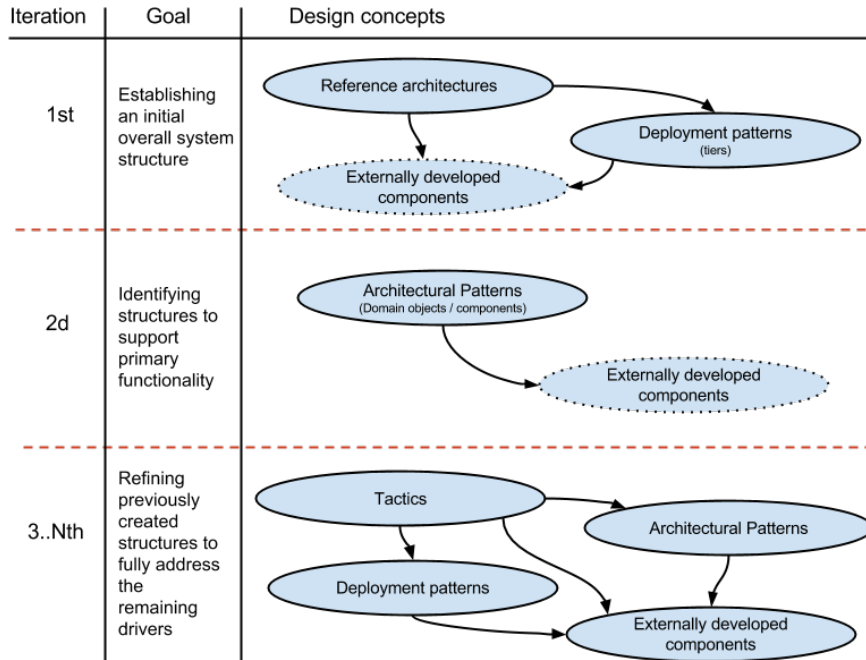 Iteration
Goal
Design concepts
1st
Establishing
an initial
overall system
structure
Reference architectures
Deployment patterns
(tiers)
Externally developed
components
2d
Identifying
structures to
support
primary
functionality
Architectural Patterns
(Domain objects / components)
Externally developed
components
3..Nth
Refining
previously
created
structures to
fully address
the
remaining
drivers
Tactics
Architectural Patterns
Deployment patterns
Externally developed
components